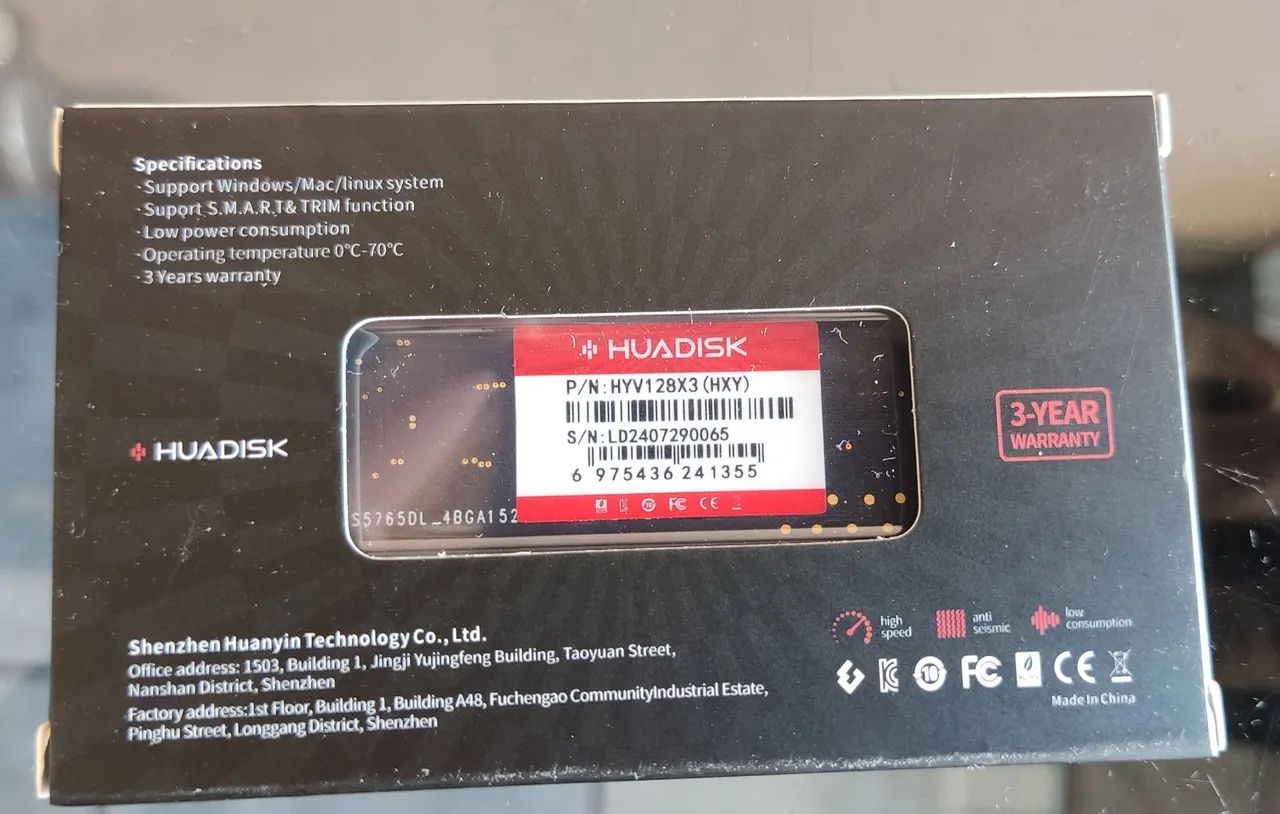 Specifications
·Support Windows/Mac/linux system
·Suport S.M.A.R.T& TRIM function
·Low power consumption
·Operating temperature 0℃-70℃
·3 Years warranty
HUADISK
P/N:HYV128X3(HXY)
S/N:LD2407290065
6 975436 241355
HUADISK
3-YEAR
WARRANTY
S5765DL_4BGA152
10 FC CE
Shenzhen Huanyin Technology Co., Ltd.
Office address: 1503, Building 1, Jingji Yujingfeng Building, Taoyuan Street,
Nanshan District, Shenzhen
Factory address:1st Floor, Building 1, Building A48, Fuchengao CommunityIndustrial Estate,
Pinghu Street, Longgang District, Shenzhen
high
speed
anti
seismic
low
consumption
10 FC CE
Made In China